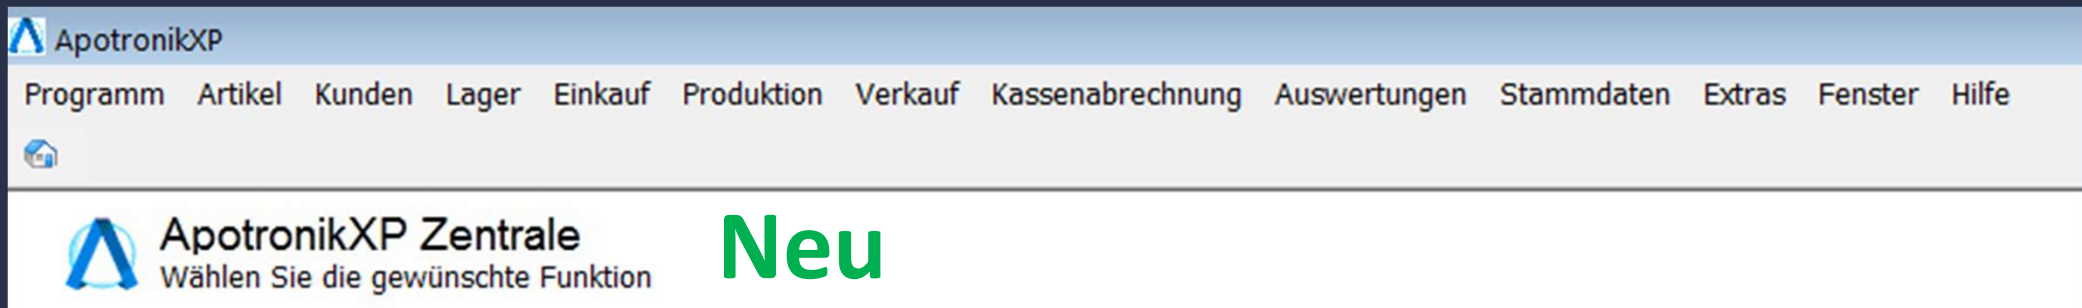 ApotronikXP
Programm Artikel Kunden Lager Einkauf Produktion Verkauf Kassenabrechnung Auswertungen Stammdaten Extras Fenster Hilfe
ApotronikXP Zentrale
Wählen Sie die gewünschte Funktion
Neu